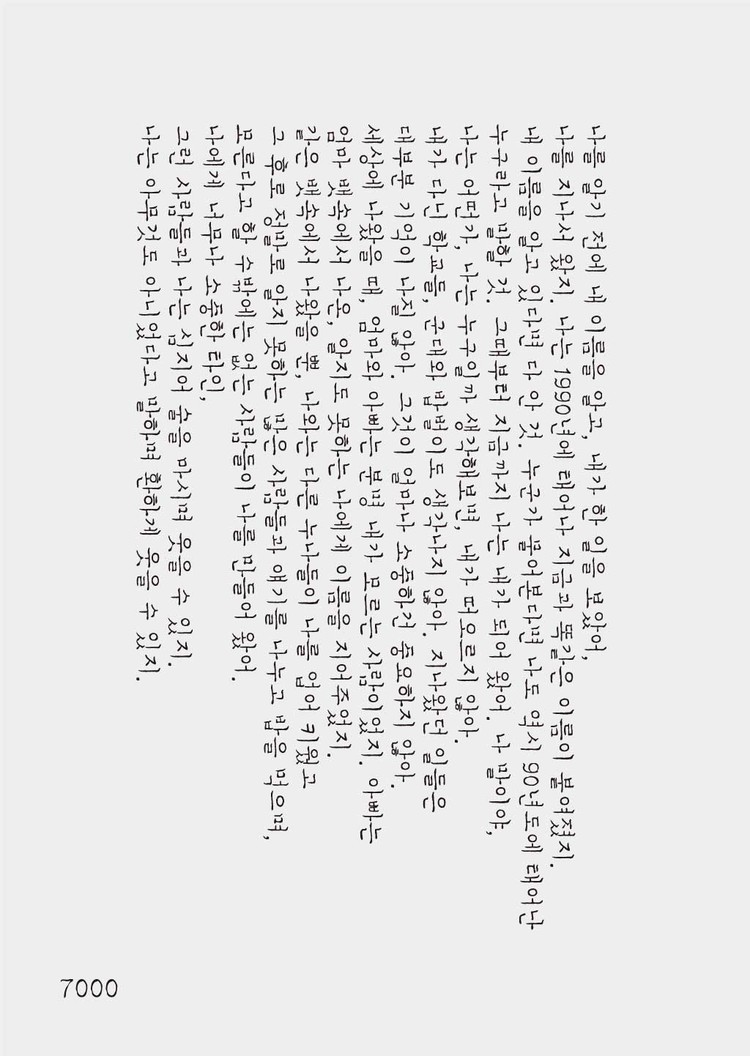 나를 알기 전에 내 이름을 알고, 내가 한 일을 보았어,
나를 지나서 왔지. 나는 1990년에 태어나 지금과 똑같은 이름이 붙여졌지.
내 이름을 알고 있다면 다 안 것. 누군가 물어본다면 나도 역시 90년도에 태어난
누구라고 말할 것. 그때부터 지금까지 나는 내가 되어 왔어. 나 말이야,
나는 어떤가, 나는 누구일까 생각해보면, 내가 떠오르지 않아.
내가 다닌 학교들, 군대와 밥벌이도 생각나지 않아. 지나왔던 일들은
대부분 기억이 나질 않아. 그것이 얼마나 소중하건 중요하지 않아.
세상에 나왔을 때, 엄마와 아빠는 분명 내가 모르는 사람이었지. 아빠는
엄마 뱃속에서 나온, 알지도 못하는 나에게 이름을 지어주었지.
같은 뱃속에서 나왔을 뿐, 나와는 다른 누나들이 나를 업어 키웠고
그 후로 정말로 알지 못하는 많은 사람들과 얘기를 나누고 밥을 먹으며,
모른다고 할 수밖에는 없는 사람들이 나를 만들어 왔어.
나에게 너무나 소중한 타인,
그런 사람들과 나는 심지어 술을 마시며 웃을 수 있지.
나는 아무것도 아니었다고 말하며 환하게 웃을 수 있지.
7000